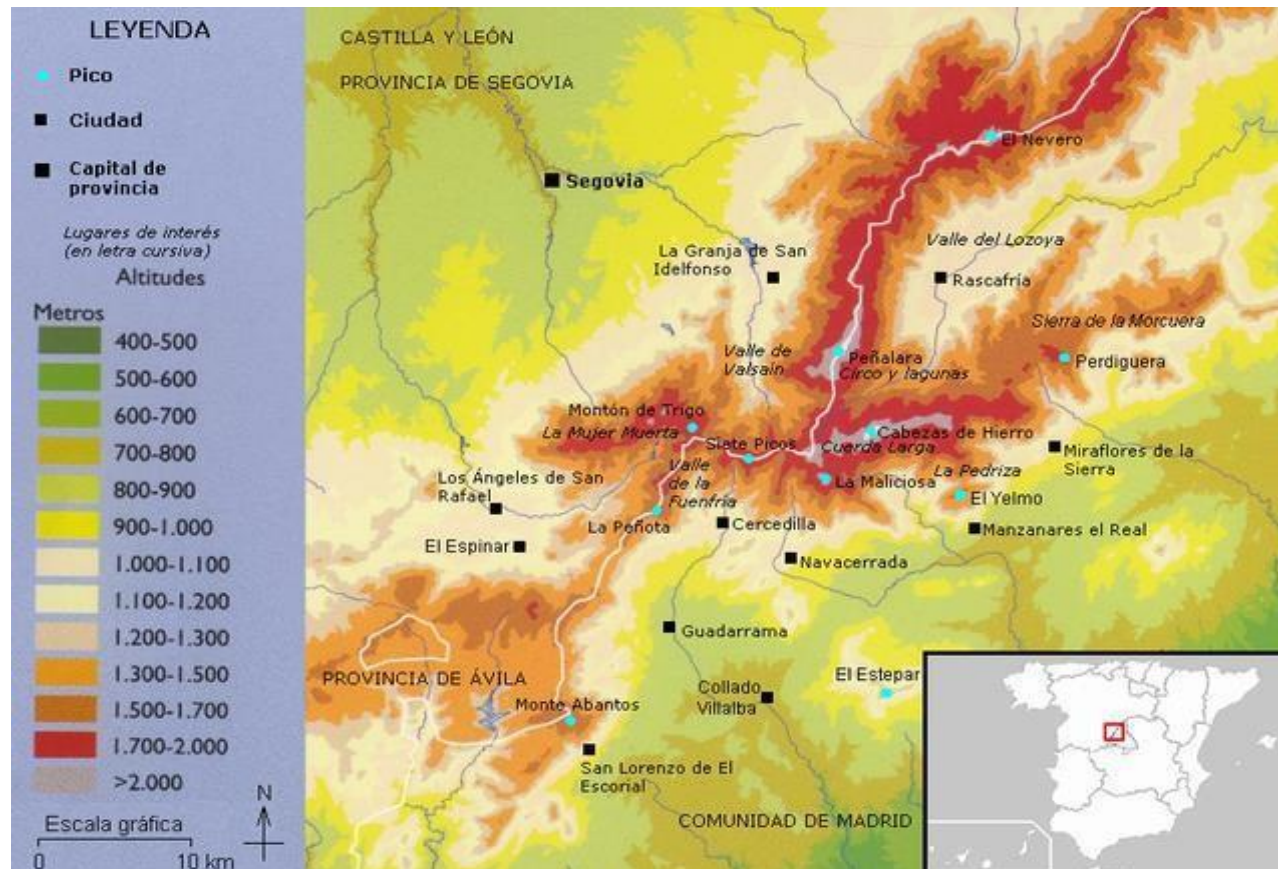 LEYENDA
Pico
Ciudad
Capital de
provincia
Lugares de interés
(en letra cursiva)
Altitudes
Metros
400-500
500-600
600-700
700-800
800-900
900-1.000
1.000-1.100
1.100-1.200
1.200-1.300
1.300-1.500
1.500-1.700
1.700-2.000
>2.000
Escala gráfica
0 10 km
N
CASTILLA Y LEÓN
PROVINCIA DE SEGOVIA
El Nevero
Segovia
La Granja de San
Idelfonso
Valle del Lozoya
Rascafría
Sierra de la Morcuera
Valle de
Valsaín
Peñalara
Circo y lagunas
Perdiguera
Montón de Trigo
La Mujer Muerta
Siete Picos
Cabezas de Hierro
Cuerda Larga
Miraflores de la
Sierra
Valle
de la
Fuenfría
La Maliciosa
La Pedriza
El Yelmo
Los Ángeles de San
Rafael
La Peñota
Cercedilla
Manzanares el Real
El Espinar
Navacerrada
Guadarrama
PROVINCIA DE ÁVILA
Monte Abantos
Collado
Villalba
El Estepar
San Lorenzo de El
Escorial
COMUNIDAD DE MADRID